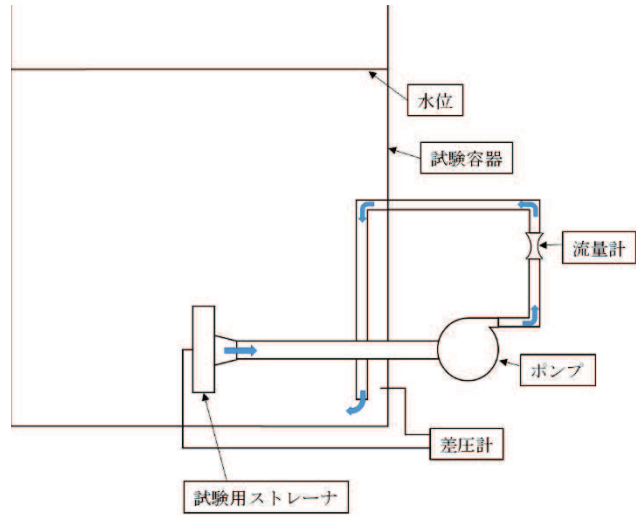 水位
試験容器
流量計
ポンプ
差圧計
試験用ストレーナ